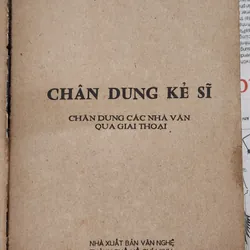 CHÂN DUNG KẺ SĨ
CHÂN DUNG CÁC NHÀ VĂN
QUA GIAI THOẠI
NHÀ XUẤT BẢN VĂN NGHỆ